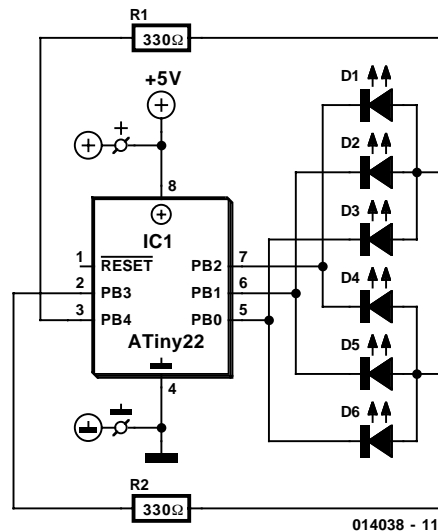 R1
330Ω
+5V
D1
D2
D3
D4
D5
D6
8
IC1
1 RESET
2 PB3
3 PB4
PB2 7
PB1 6
PB0 5
ATiny22
4
R2
330Ω
014038 - 11